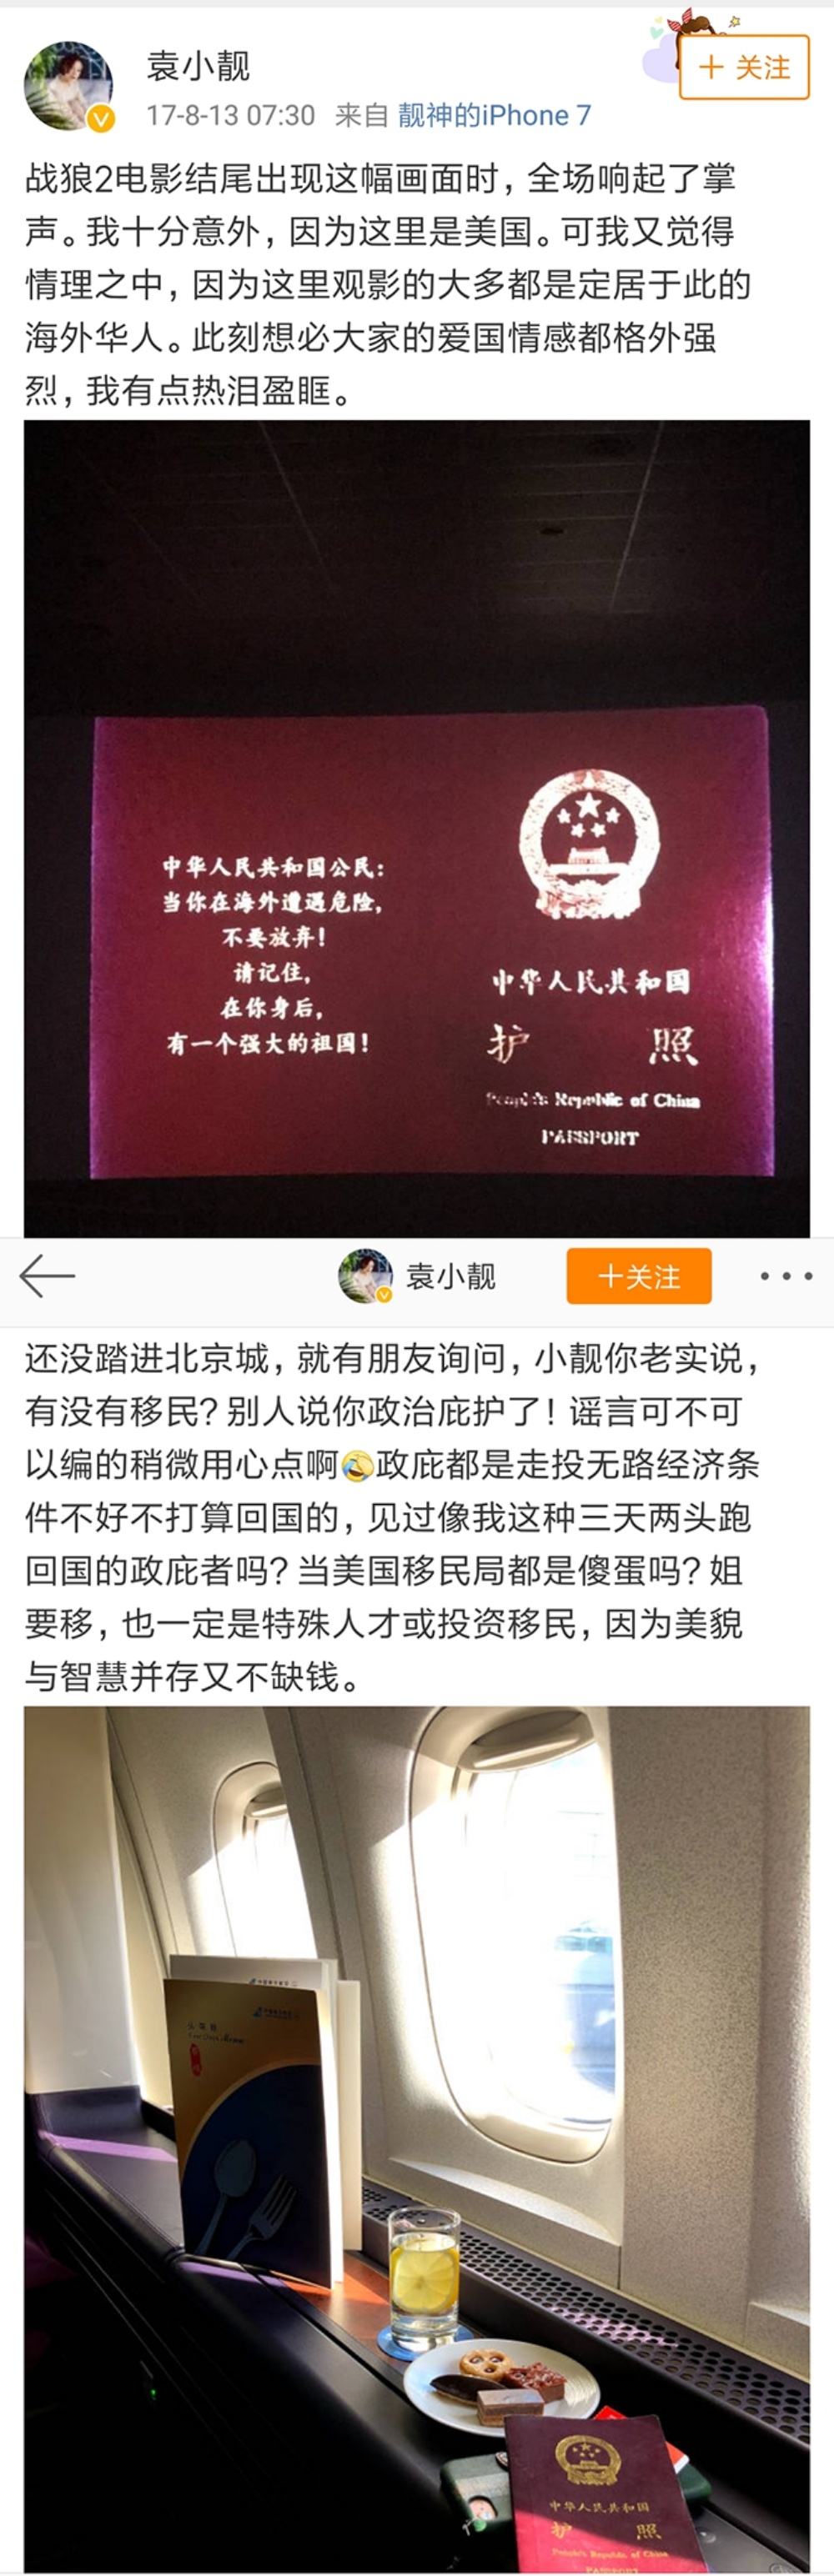 袁小靓
17-8-13 07:30 来自 靓神的iPhone 7
十 关注
战狼2电影结尾出现这幅画面时，全场响起了掌
声。我十分意外，因为这里是美国。可我又觉得
情理之中，因为这里观影的大多都是定居于此的
海外华人。此刻想必大家的爱国情感都格外强
烈，我有点热泪盈眶。
中华人民共和国公民：
当你在海外遭遇危险，
不要放弃！
请记住，
在你身后，
有一个强大的祖国！
中华人民共和国
护 照
People's Republic of China
PASSPORT
袁小靓
十关注
还没踏进北京城，就有朋友询问，小靓你老实说，
有没有移民？别人说你政治庇护了！谣言可不可
以编的稍微用心点啊🤣政庇都是走投无路经济条
件不好不打算回国的，见过像我这种三天两头跑
回国的政庇者吗？当美国移民局都是傻蛋吗？姐
要移，也一定是特殊人才或投资移民，因为美貌
与智慧并存又不缺钱。
中华人民共和国
护 照
People's Republic of China
PASSPORT